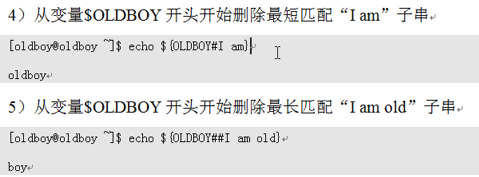 4）从变量$OLDBOY 开头开始删除最短匹配“I am”子串
[oldboy@oldboy ~]$ echo ${OLDBOY#I am}
oldboy
5）从变量$OLDBOY 开头开始删除最长匹配“I am old”子串
[oldboy@oldboy ~]$ echo ${OLDBOY##I am old}
boy